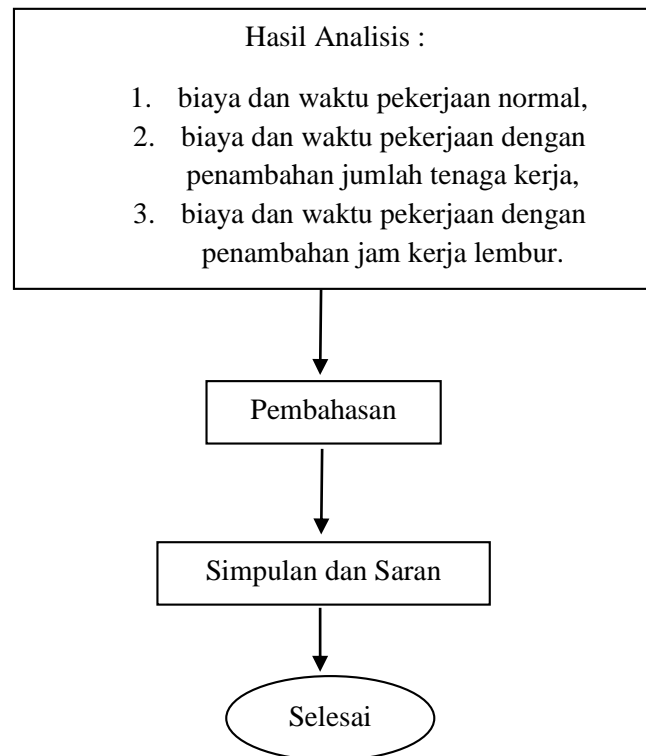 Hasil Analisis :
1. biaya dan waktu pekerjaan normal,
2. biaya dan waktu pekerjaan dengan
penambahan jumlah tenaga kerja,
3. biaya dan waktu pekerjaan dengan
penambahan jam kerja lembur.
Pembahasan
Simpulan dan Saran
Selesai